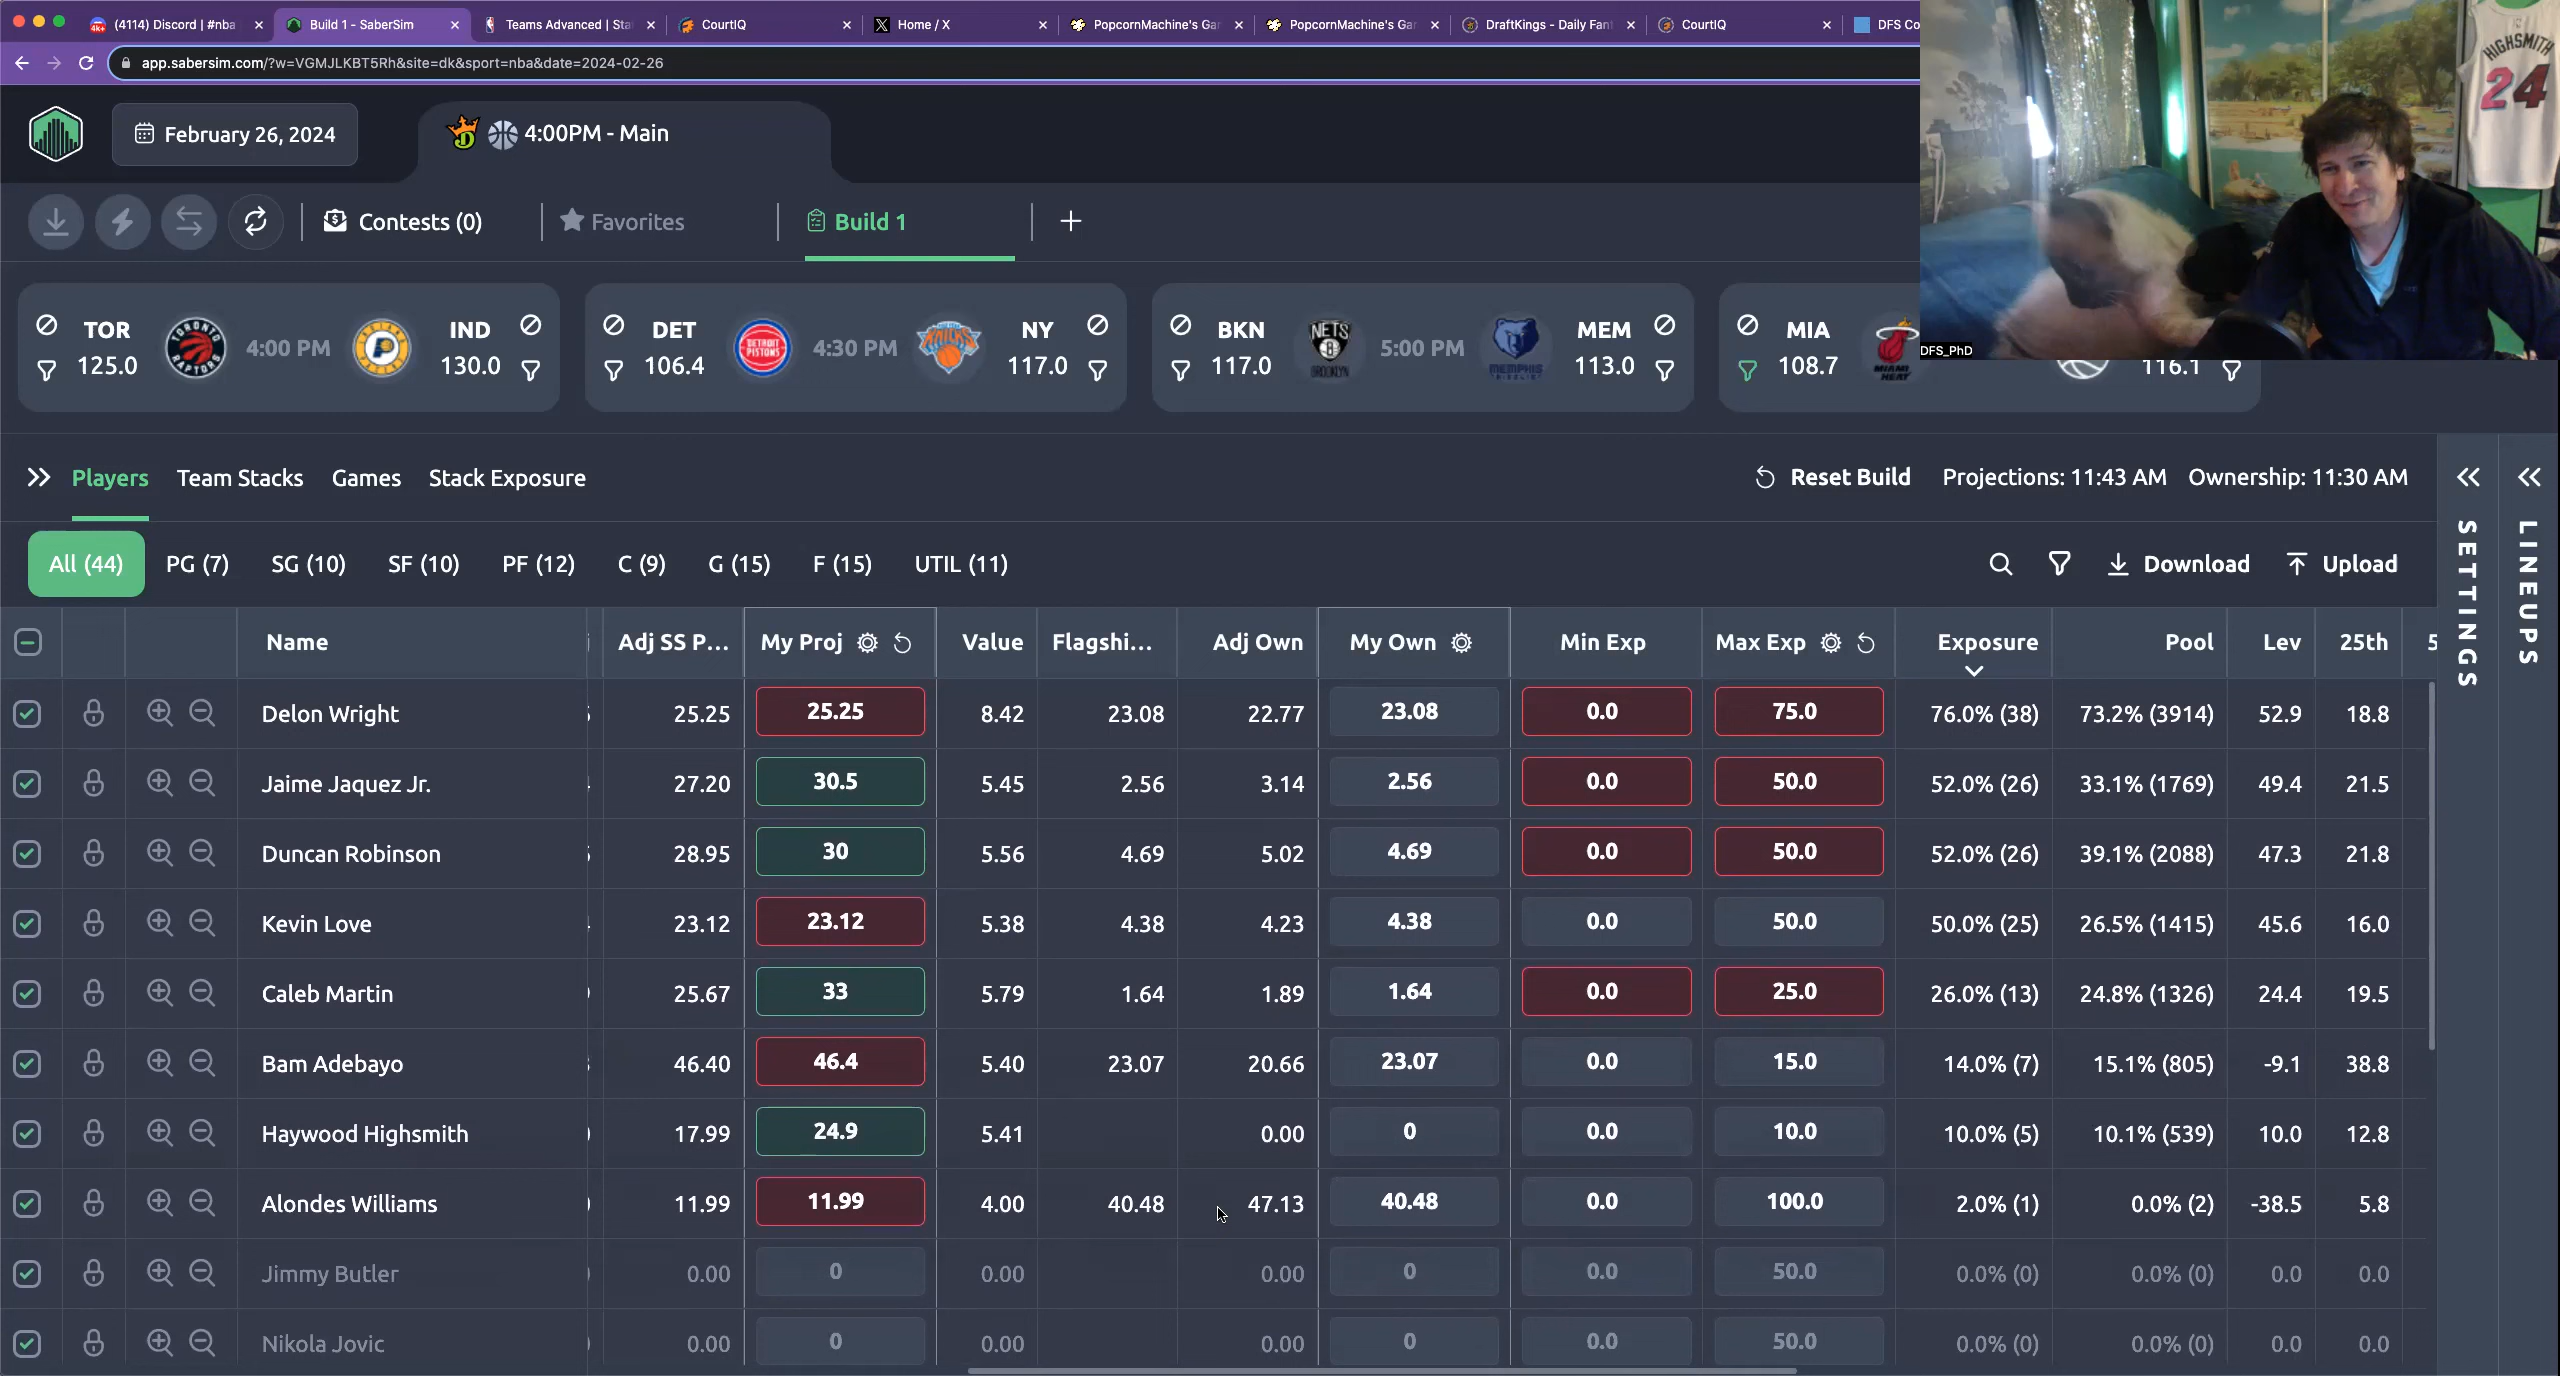 (4114) Discord | #nba
Build 1 - SaberSim
Teams Advanced | Sta
CourtIQ
Home / X
PopcornMachine's Ga
PopcornMachine's Ga
DraftKings - Daily Fant
CourtIQ
DFS Co
app.sabersim.com/?w=VGMJLKBT5Rh&site=dk&sport=nba&date=2024-02-26
HIGHSMITH
24
DFS_PhD
February 26, 2024
4:00PM - Main
Contests (0)
Favorites
Build 1
TOR 4:00 PM IND
125.0 130.0
DET 4:30 PM NY
106.4 117.0
BKN 5:00 PM MEM
117.0 113.0
MIA
108.7 116.1
Players Team Stacks Games Stack Exposure
Reset Build Projections: 11:43 AM Ownership: 11:30 AM
All (44) PG (7) SG (10) SF (10) PF (12) C (9) G (15) F (15) UTIL (11)
Download Upload
SETTINGS
LINEUPS
Name Adj SS P... My Proj Value Flagshi... Adj Own My Own Min Exp Max Exp Exposure Pool Lev 25th 5
Delon Wright 25.25 25.25 8.42 23.08 22.77 23.08 0.0 75.0 76.0% (38) 73.2% (3914) 52.9 18.8
Jaime Jaquez Jr. 27.20 30.5 5.45 2.56 3.14 2.56 0.0 50.0 52.0% (26) 33.1% (1769) 49.4 21.5
Duncan Robinson 28.95 30 5.56 4.69 5.02 4.69 0.0 50.0 52.0% (26) 39.1% (2088) 47.3 21.8
Kevin Love 23.12 23.12 5.38 4.38 4.23 4.38 0.0 50.0 50.0% (25) 26.5% (1415) 45.6 16.0
Caleb Martin 25.67 33 5.79 1.64 1.89 1.64 0.0 25.0 26.0% (13) 24.8% (1326) 24.4 19.5
Bam Adebayo 46.40 46.4 5.40 23.07 20.66 23.07 0.0 15.0 14.0% (7) 15.1% (805) -9.1 38.8
Haywood Highsmith 17.99 24.9 5.41 0.00 0 0.0 10.0 10.0% (5) 10.1% (539) 10.0 12.8
Alondes Williams 11.99 11.99 4.00 40.48 47.13 40.48 0.0 100.0 2.0% (1) 0.0% (2) -38.5 5.8
Jimmy Butler 0.00 0 0.00 0.00 0 0.0 50.0 0.0% (0) 0.0% (0) 0.0 0.0
Nikola Jovic 0.00 0 0.00 0.00 0 0.0 50.0 0.0% (0) 0.0% (0) 0.0 0.0